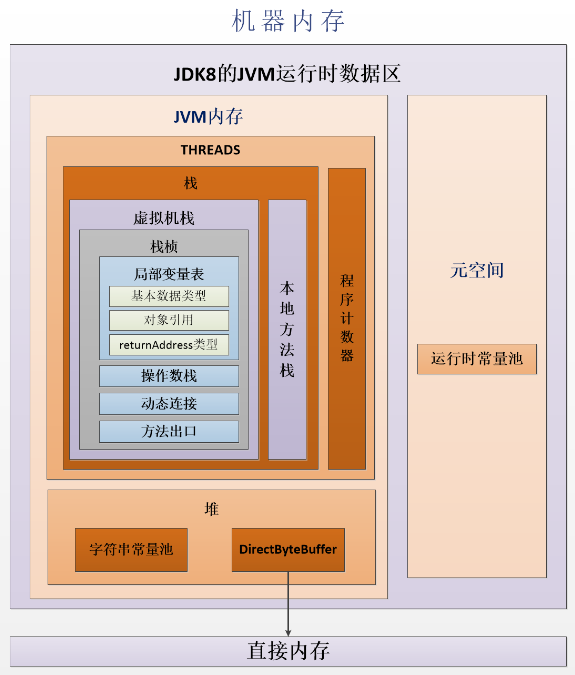 机器内存
JDK8的JVM运行时数据区
JVM内存
THREADS
栈
虚拟机栈
栈桢
局部变量表
基本数据类型
对象引用
returnAddress类型
操作数栈
动态连接
方法出口
本地方法栈
程序计数器
堆
字符串常量池
DirectByteBuffer
元空间
运行时常量池
直接内存